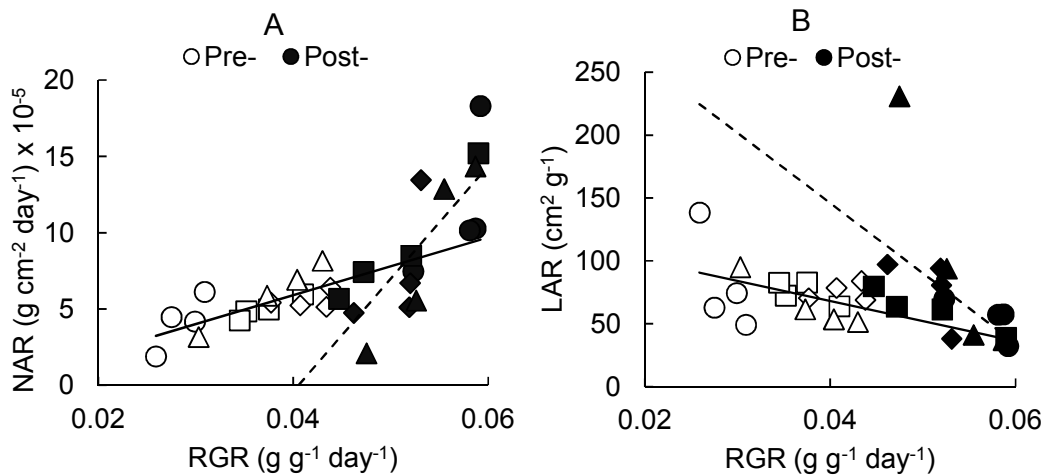 A
○ Pre- ● Post-
NAR (g cm⁻² day⁻¹) x 10⁻⁵
20
15
10
5
0
0.02 0.04 0.06
RGR (g g⁻¹ day⁻¹)
B
○ Pre- ● Post-
LAR (cm² g⁻¹)
250
200
150
100
50
0
0.02 0.04 0.06
RGR (g g⁻¹ day⁻¹)